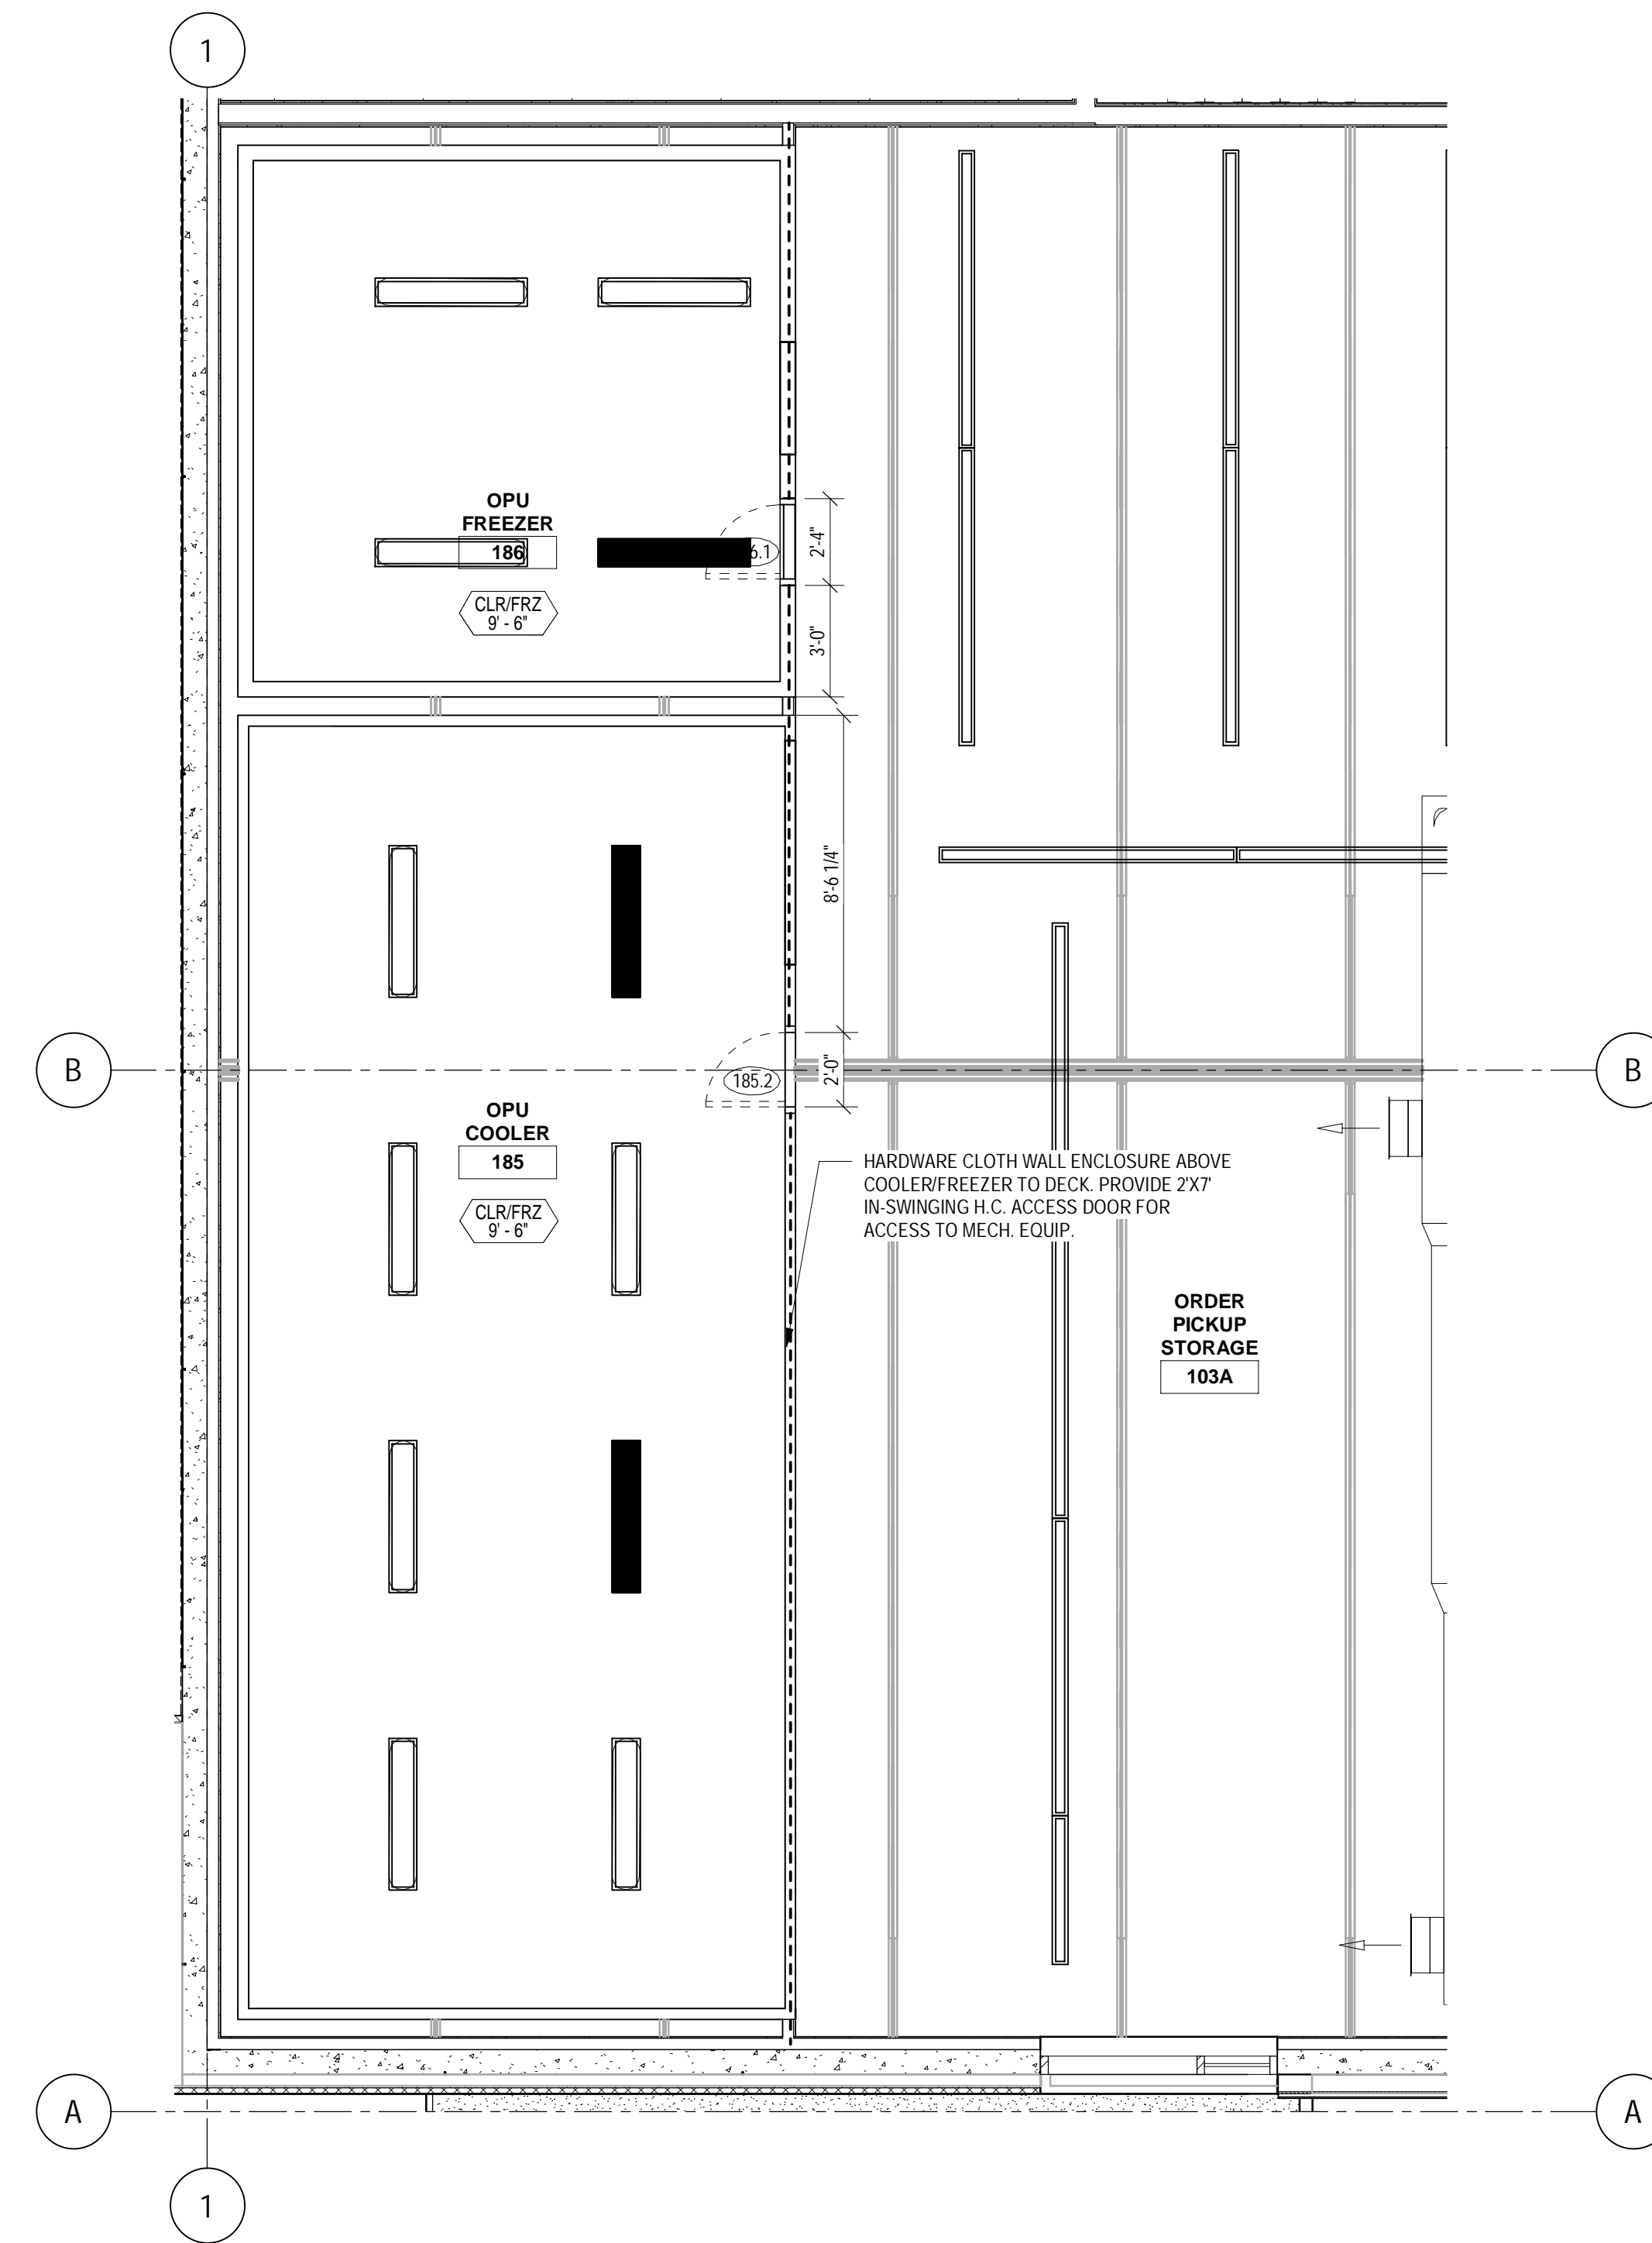 1
OPU
FREEZER
186
6.1
CLR/FRZ
9' - 6"
2'-4"
3'-0"
8'-6 1/4"
2'-0"
B
B
185.2
OPU
COOLER
185
CLR/FRZ
9' - 6"
HARDWARE CLOTH WALL ENCLOSURE ABOVE
COOLER/FREEZER TO DECK. PROVIDE 2'X7'
IN-SWINGING H.C. ACCESS DOOR FOR
ACCESS TO MECH. EQUIP.
ORDER
PICKUP
STORAGE
103A
A
A
1